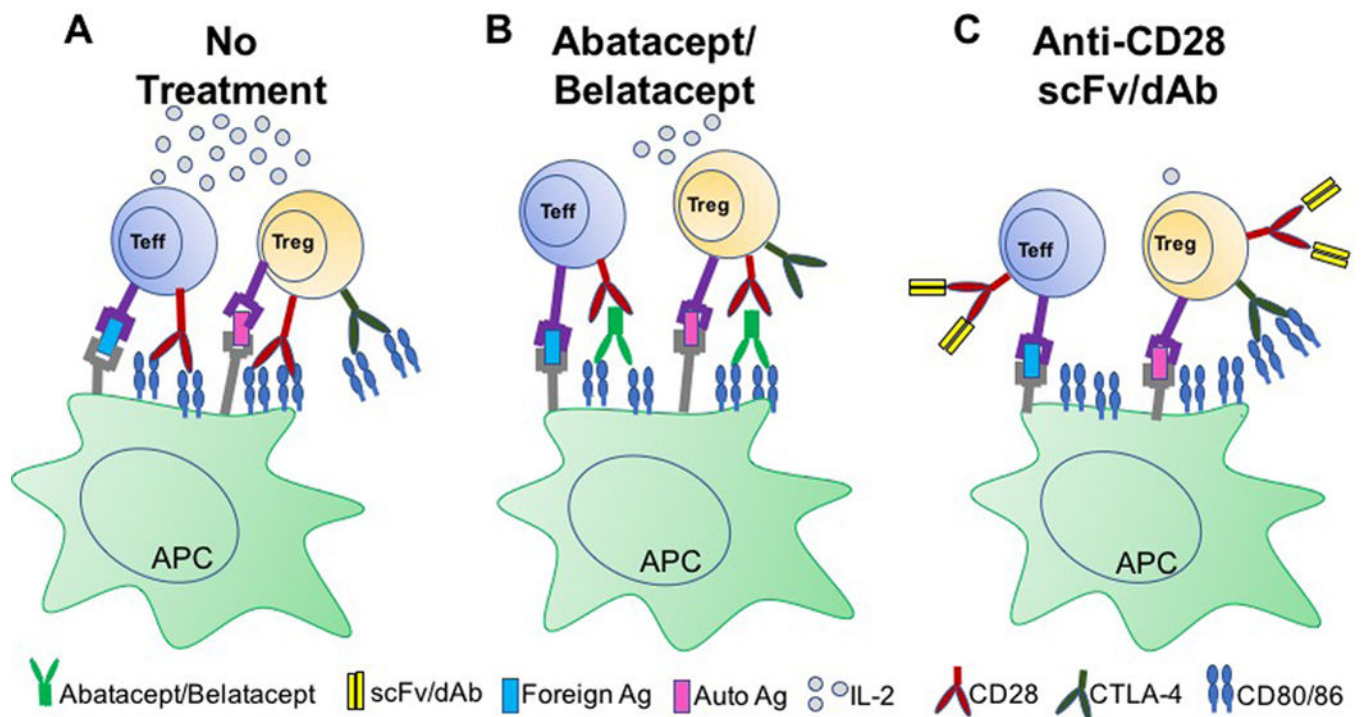 A
No
Treatment
B
Abatacept/
Belatacept
C
Anti-CD28
scFv/dAb
Teff
Treg
Teff
Treg
Teff
Treg
APC
APC
APC
Abatacept/Belatacept
scFv/dAb
Foreign Ag
Auto Ag
IL-2
CD28
CTLA-4
CD80/86